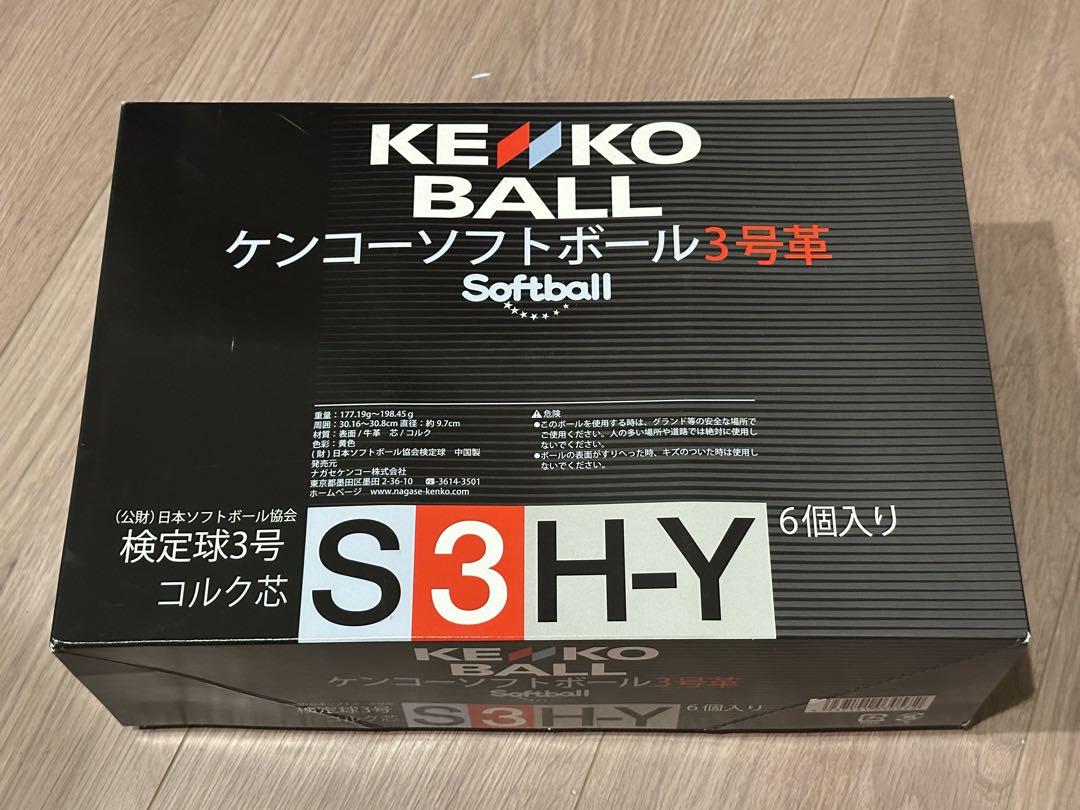 KENKO
BALL
ケンコーソフトボール3号革
Softball
重量：177.19g～198.45g
周囲：30.16～30.8cm 直径：約9.7cm
材質：表面/牛革 芯/コルク
色彩：黄色
(財)日本ソフトボール協会検定球 中国製
発売元
ナガセケンコー株式会社
東京都墨田区墨田2-36-10 ☎03-3614-3501
ホームページ www.nagase-kenko.com
⚠危険
●このボールを使用する時は、グランド等の安全な場所で
ご使用ください。人の多い場所や道路では絶対に使用し
ないでください。
●ボールの表面がすりへった時、キズのついた時は使用し
ないでください。
(公財)日本ソフトボール協会
検定球3号
コルク芯
S3H-Y
6個入り
KENKO
BALL
ケンコーソフトボール3号革
Softball
検定球3号
コルク芯
S3H-Y
6個入り